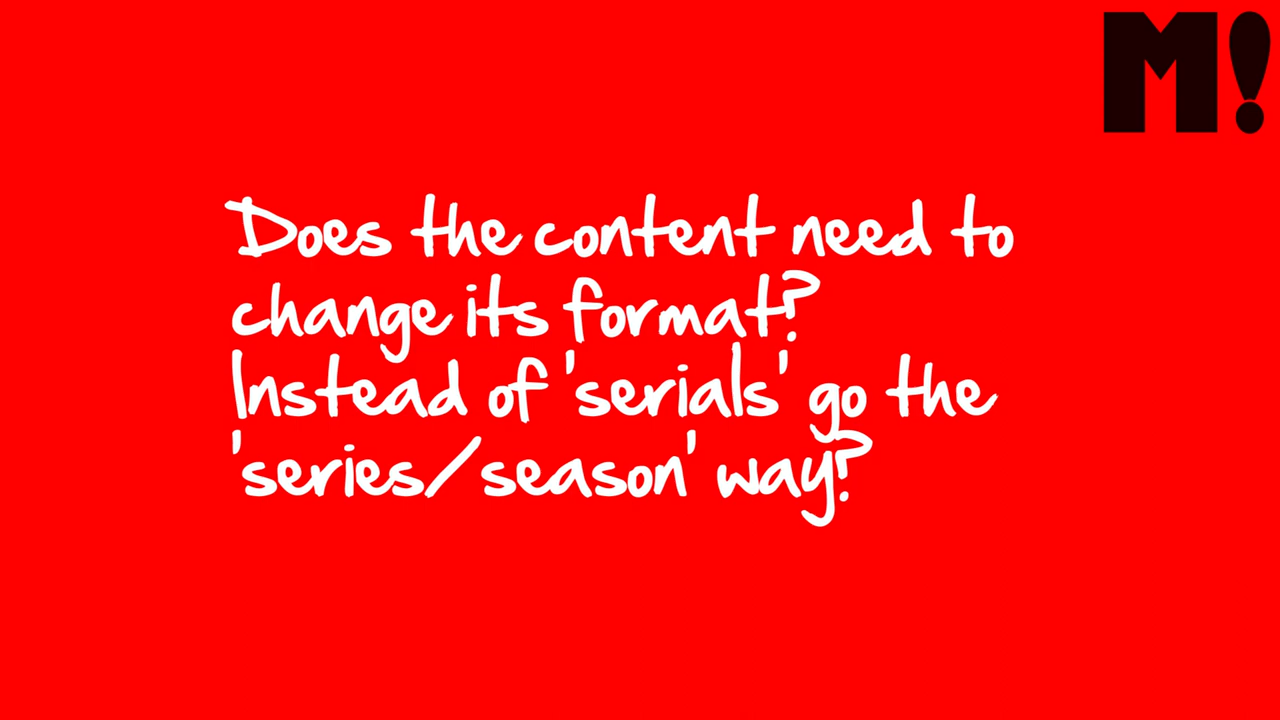 M!
Does the content need to
change its format?
Instead of 'serials' go the
'series/season' way?